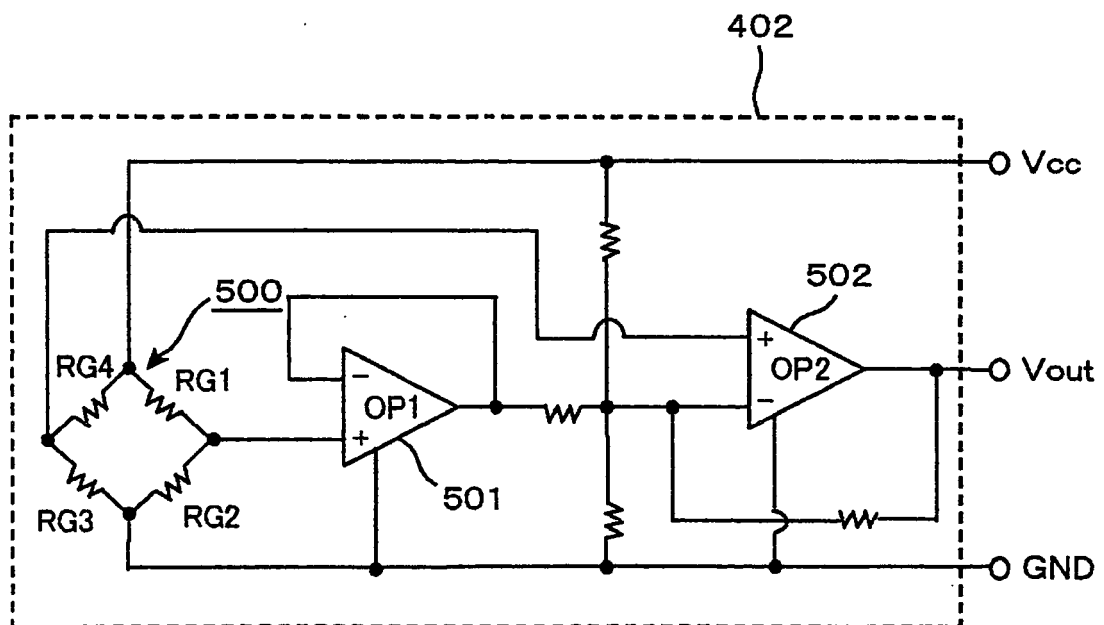 402
Vcc
502
500
RG4
RG1
OP1
OP2
Vout
501
RG3
RG2
GND
+
-
-
+